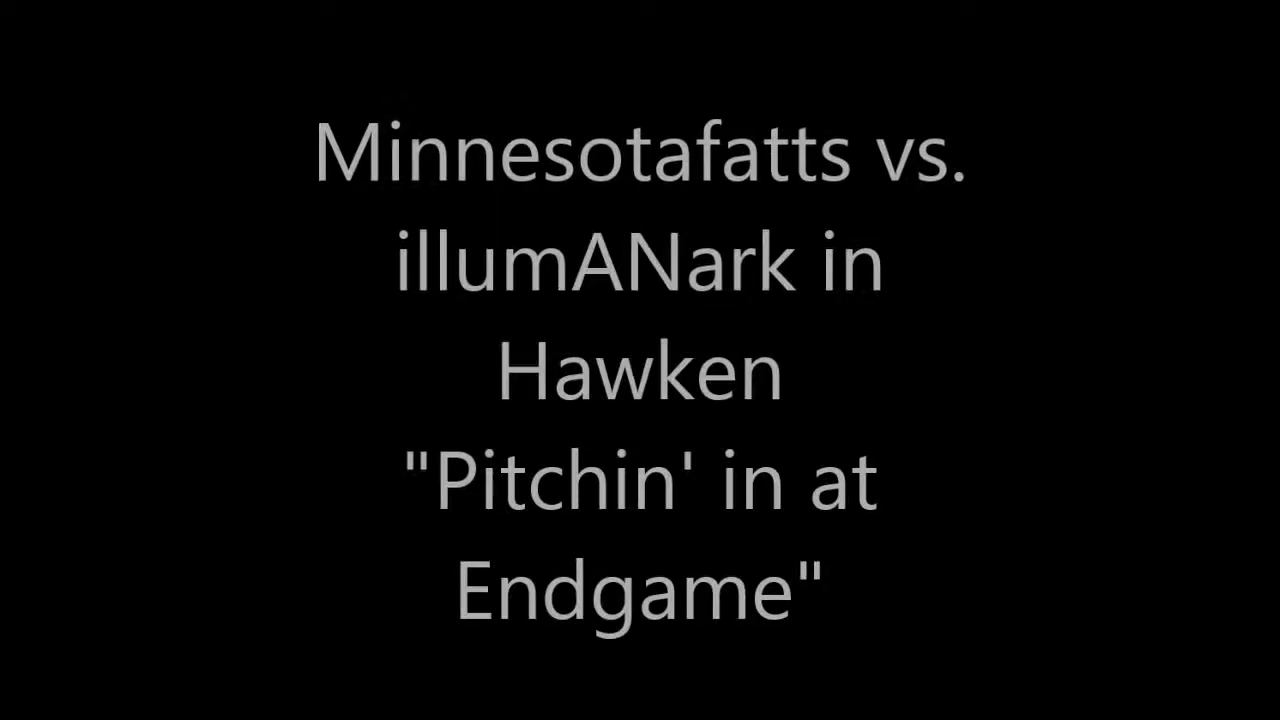 Minnesotafatts vs.
illumANark in
Hawken
"Pitchin' in at
Endgame"